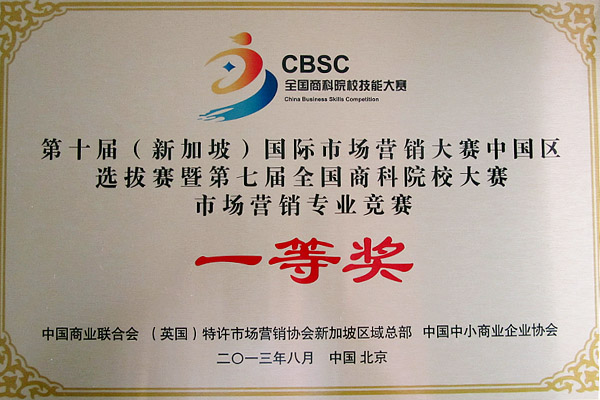 CBSC
全国商科院校技能大赛
China Business Skills Competition
第十届（新加坡）国际市场营销大赛中国区
选拔赛暨第七届全国商科院校大赛
市场营销专业竞赛
一等奖
中国商业联合会 （英国）特许市场营销协会新加坡区域总部 中国中小商业企业协会
二〇一三年八月 中国 北京